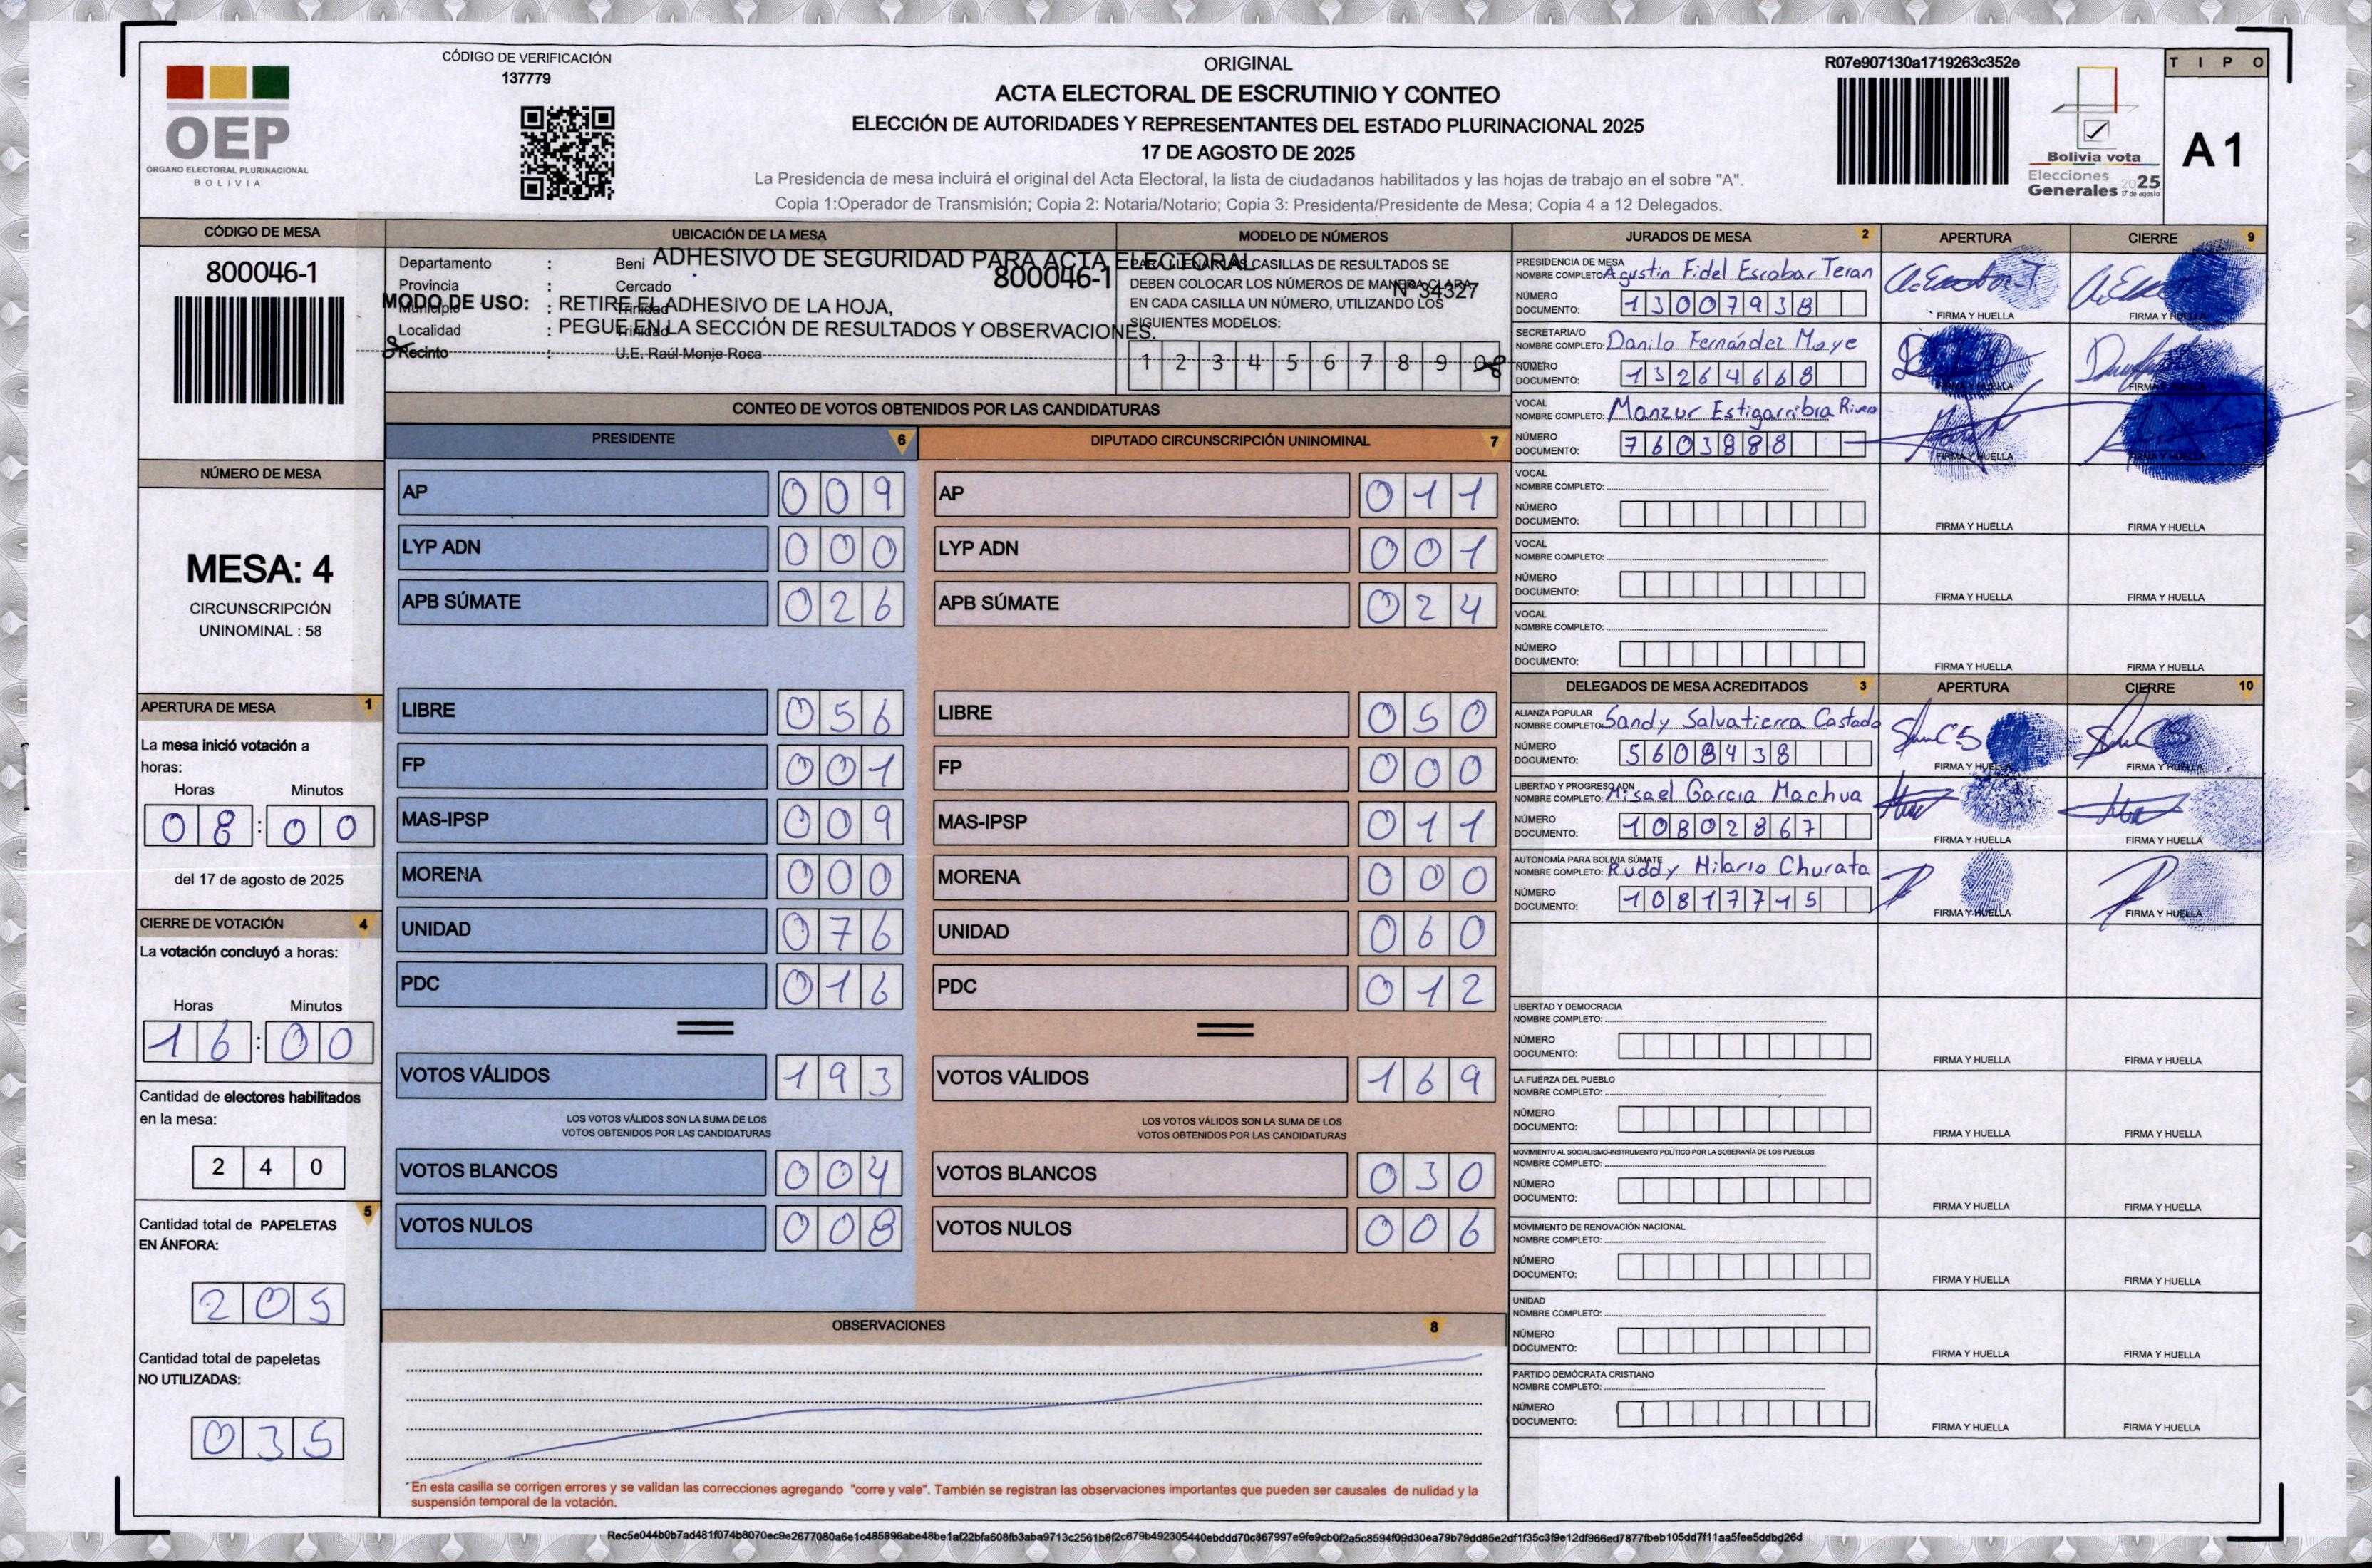 CÓDIGO DE VERIFICACIÓN
137779
OEP
ÓRGANO ELECTORAL PLURINACIONAL
BOLIVIA
ORIGINAL
ACTA ELECTORAL DE ESCRUTINIO Y CONTEO
ELECCIÓN DE AUTORIDADES Y REPRESENTANTES DEL ESTADO PLURINACIONAL 2025
17 DE AGOSTO DE 2025
La Presidencia de mesa incluirá el original del Acta Electoral, la lista de ciudadanos habilitados y las hojas de trabajo en el sobre "A".
Copia 1:Operador de Transmisión; Copia 2: Notaria/Notario; Copia 3: Presidenta/Presidente de Mesa; Copia 4 a 12 Delegados.
R07e907130a1719263c352e
Bolivia vota
Elecciones
Generales 2025
17 de agosto
TIPO
A 1
CÓDIGO DE MESA
800046-1
NÚMERO DE MESA
MESA: 4
CIRCUNSCRIPCIÓN
UNINOMINAL : 58
APERTURA DE MESA 1
La mesa inició votación a
horas:
Horas Minutos
08:00
del 17 de agosto de 2025
CIERRE DE VOTACIÓN 4
La votación concluyó a horas:
Horas Minutos
16:00
Cantidad de electores habilitados
en la mesa:
240
5
Cantidad total de PAPELETAS
EN ÁNFORA:
205
Cantidad total de papeletas
NO UTILIZADAS:
035
UBICACIÓN DE LA MESA
Departamento : Beni
Provincia : Cercado
Municipio : Trinidad
Localidad : Trinidad
Recinto : U.E. Raúl Monje Roca
ADHESIVO DE SEGURIDAD PARA ACTA ELECTORAL
800046-1
N° 34327
MODO DE USO: RETIRE EL ADHESIVO DE LA HOJA,
PEGUE EN LA SECCIÓN DE RESULTADOS Y OBSERVACIONES.
MODELO DE NÚMEROS
PARA LLENAR LAS CASILLAS DE RESULTADOS SE
DEBEN COLOCAR LOS NÚMEROS DE MANERA CLARA,
EN CADA CASILLA UN NÚMERO, UTILIZANDO LOS
SIGUIENTES MODELOS:
1 2 3 4 5 6 7 8 9 0
CONTEO DE VOTOS OBTENIDOS POR LAS CANDIDATURAS
PRESIDENTE 6
AP 009
LYP ADN 000
APB SÚMATE 026
LIBRE 056
FP 001
MAS-IPSP 009
MORENA 000
UNIDAD 076
PDC 016
VOTOS VÁLIDOS 193
LOS VOTOS VÁLIDOS SON LA SUMA DE LOS
VOTOS OBTENIDOS POR LAS CANDIDATURAS
VOTOS BLANCOS 004
VOTOS NULOS 008
DIPUTADO CIRCUNSCRIPCIÓN UNINOMINAL 7
AP 011
LYP ADN 001
APB SÚMATE 024
LIBRE 050
FP 000
MAS-IPSP 011
MORENA 000
UNIDAD 060
PDC 012
VOTOS VÁLIDOS 169
LOS VOTOS VÁLIDOS SON LA SUMA DE LOS
VOTOS OBTENIDOS POR LAS CANDIDATURAS
VOTOS BLANCOS 030
VOTOS NULOS 006
OBSERVACIONES 8
En esta casilla se corrigen errores y se validan las correcciones agregando "corre y vale". También se registran las observaciones importantes que pueden ser causales de nulidad y la
suspensión temporal de la votación.
JURADOS DE MESA 2 APERTURA CIERRE 9
PRESIDENCIA DE MESA
NOMBRE COMPLETO: Agustin Fidel Escobar Teran
NÚMERO
DOCUMENTO: 13007938
FIRMA Y HUELLA FIRMA Y HUELLA
SECRETARIA/O
NOMBRE COMPLETO: Danilo Fernández Moye
NÚMERO
DOCUMENTO: 13264668
FIRMA Y HUELLA FIRMA Y HUELLA
VOCAL
NOMBRE COMPLETO: Manzur Estigarribia Rivero
NÚMERO
DOCUMENTO: 7603888
FIRMA Y HUELLA FIRMA Y HUELLA
VOCAL
NOMBRE COMPLETO:
NÚMERO
DOCUMENTO:
FIRMA Y HUELLA FIRMA Y HUELLA
VOCAL
NOMBRE COMPLETO:
NÚMERO
DOCUMENTO:
FIRMA Y HUELLA FIRMA Y HUELLA
VOCAL
NOMBRE COMPLETO:
NÚMERO
DOCUMENTO:
FIRMA Y HUELLA FIRMA Y HUELLA
DELEGADOS DE MESA ACREDITADOS 3 APERTURA CIERRE 10
ALIANZA POPULAR
NOMBRE COMPLETO: Sandy Salvatierra Castado
NÚMERO
DOCUMENTO: 5608438
FIRMA Y HUELLA FIRMA Y HUELLA
LIBERTAD Y PROGRESO ADN
NOMBRE COMPLETO: Misael Garcia Machua
NÚMERO
DOCUMENTO: 10802867
FIRMA Y HUELLA FIRMA Y HUELLA
AUTONOMÍA PARA BOLIVIA SÚMATE
NOMBRE COMPLETO: Ruddy Hilario Churata
NÚMERO
DOCUMENTO: 10817715
FIRMA Y HUELLA FIRMA Y HUELLA
LIBERTAD Y DEMOCRACIA
NOMBRE COMPLETO:
NÚMERO
DOCUMENTO:
FIRMA Y HUELLA FIRMA Y HUELLA
LA FUERZA DEL PUEBLO
NOMBRE COMPLETO:
NÚMERO
DOCUMENTO:
FIRMA Y HUELLA FIRMA Y HUELLA
MOVIMIENTO AL SOCIALISMO-INSTRUMENTO POLÍTICO POR LA SOBERANÍA DE LOS PUEBLOS
NOMBRE COMPLETO:
NÚMERO
DOCUMENTO:
FIRMA Y HUELLA FIRMA Y HUELLA
MOVIMIENTO DE RENOVACIÓN NACIONAL
NOMBRE COMPLETO:
NÚMERO
DOCUMENTO:
FIRMA Y HUELLA FIRMA Y HUELLA
UNIDAD
NOMBRE COMPLETO:
NÚMERO
DOCUMENTO:
FIRMA Y HUELLA FIRMA Y HUELLA
PARTIDO DEMÓCRATA CRISTIANO
NOMBRE COMPLETO:
NÚMERO
DOCUMENTO:
FIRMA Y HUELLA FIRMA Y HUELLA